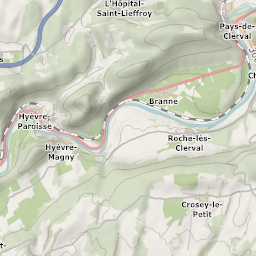 L'Hôpital-
Saint-Lieffroy
Pays-de-
Clerval
Branne
Hyèvre-
Paroisse
Roche-lès-
Clerval
Hyèvre-
Magny
Crosey-le-
Petit